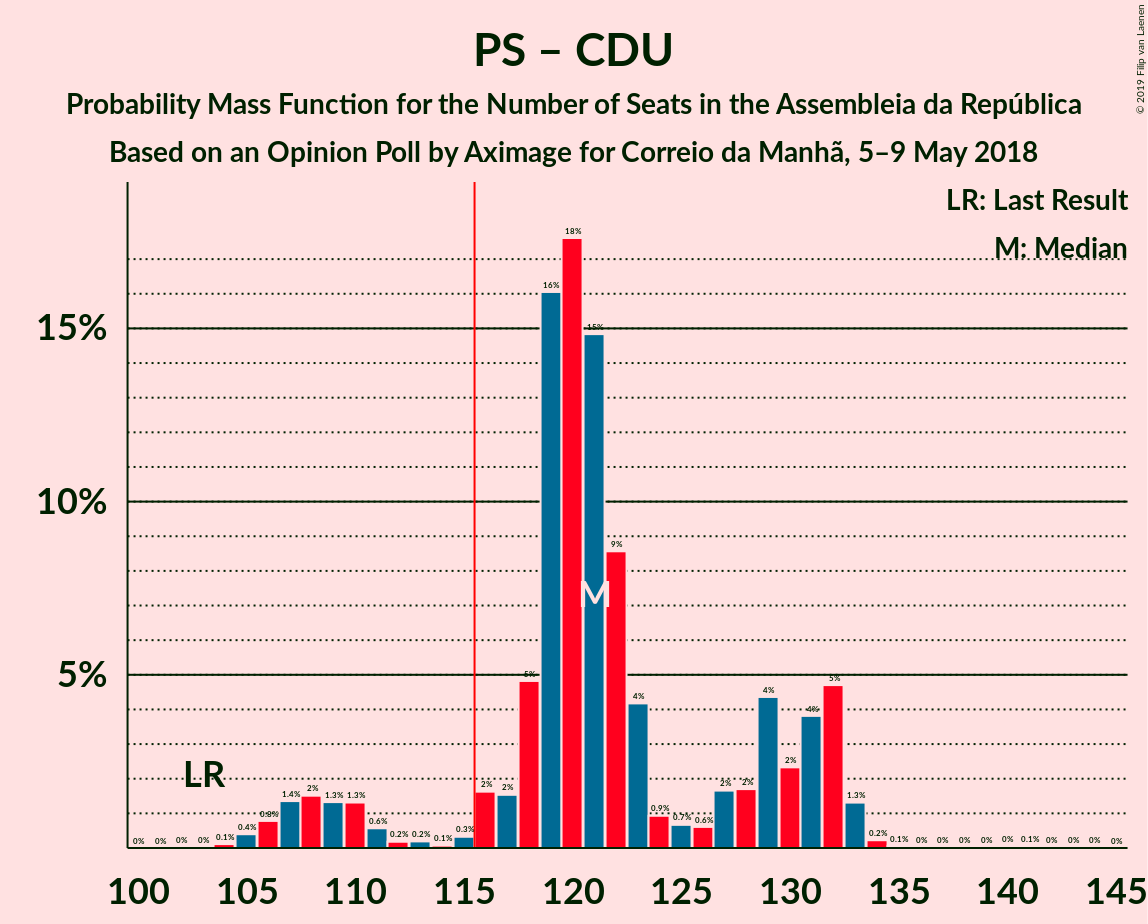 PS – CDU
Probability Mass Function for the Number of Seats in the Assembleia da República
Based on an Opinion Poll by Aximage for Correio da Manhã, 5–9 May 2018
© 2019 Filip van Laenen
LR: Last Result
M: Median
15%
10%
5%
LR
M
0% 0% 0% 0% 0.1% 0.4% 0.8% 1.4% 2% 1.3% 1.3% 0.6% 0.2% 0.2% 0.1% 0.3% 2% 2% 5% 16% 18% 15% 9% 4% 0.9% 0.7% 0.6% 2% 2% 4% 2% 4% 5% 1.3% 0.2% 0.1% 0% 0% 0% 0% 0% 0.1% 0% 0% 0% 0%
100 105 110 115 120 125 130 135 140 145